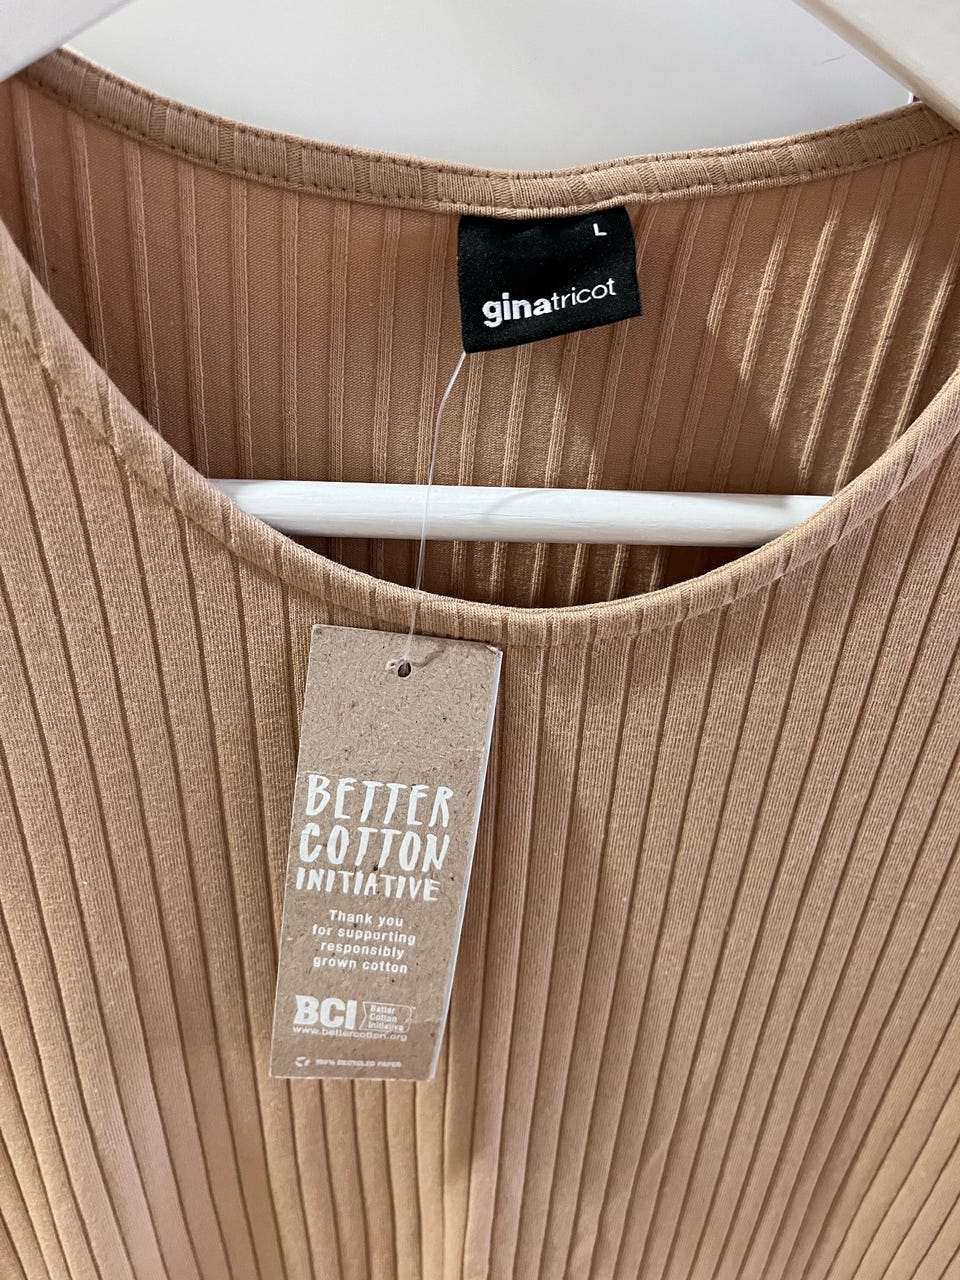 L
ginatricot
BETTER
COTTON
INITIATIVE
Thank you
for supporting
responsibly
grown cotton
BCI
Better
Cotton
Initiative
www.bettercotton.org
100% RECYCLED PAPER